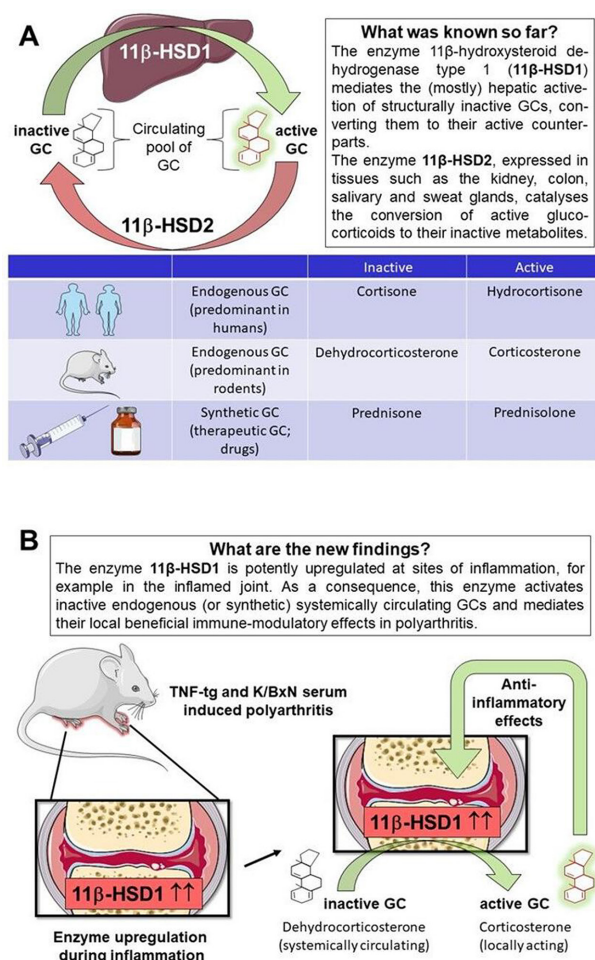 A
11β-HSD1
inactive
GC
Circulating
pool of
GC
active
GC
11β-HSD2
What was known so far?
The enzyme 11β-hydroxysteroid de-
hydrogenase type 1 (11β-HSD1)
mediates the (mostly) hepatic active-
tion of structurally inactive GCs, con-
verting them to their active counter-
parts.
The enzyme 11β-HSD2, expressed in
tissues such as the kidney, colon,
salivary and sweat glands, catalyses
the conversion of active gluco-
corticoids to their inactive metabolites.
Inactive Active
Endogenous GC
(predominant in
humans)
Cortisone Hydrocortisone
Endogenous GC
(predominant in
rodents)
Dehydrocorticosterone Corticosterone
Synthetic GC
(therapeutic GC;
drugs)
Prednisone Prednisolone
B
What are the new findings?
The enzyme 11β-HSD1 is potently upregulated at sites of inflammation, for
example in the inflamed joint. As a consequence, this enzyme activates
inactive endogenous (or synthetic) systemically circulating GCs and mediates
their local beneficial immune-modulatory effects in polyarthritis.
TNF-tg and K/BxN serum
induced polyarthritis
Anti-
inflammatory
effects
11β-HSD1 ↑↑
11β-HSD1 ↑↑
Enzyme upregulation
during inflammation
inactive GC
Dehydrocorticosterone
(systemically circulating)
active GC
Corticosterone
(locally acting)